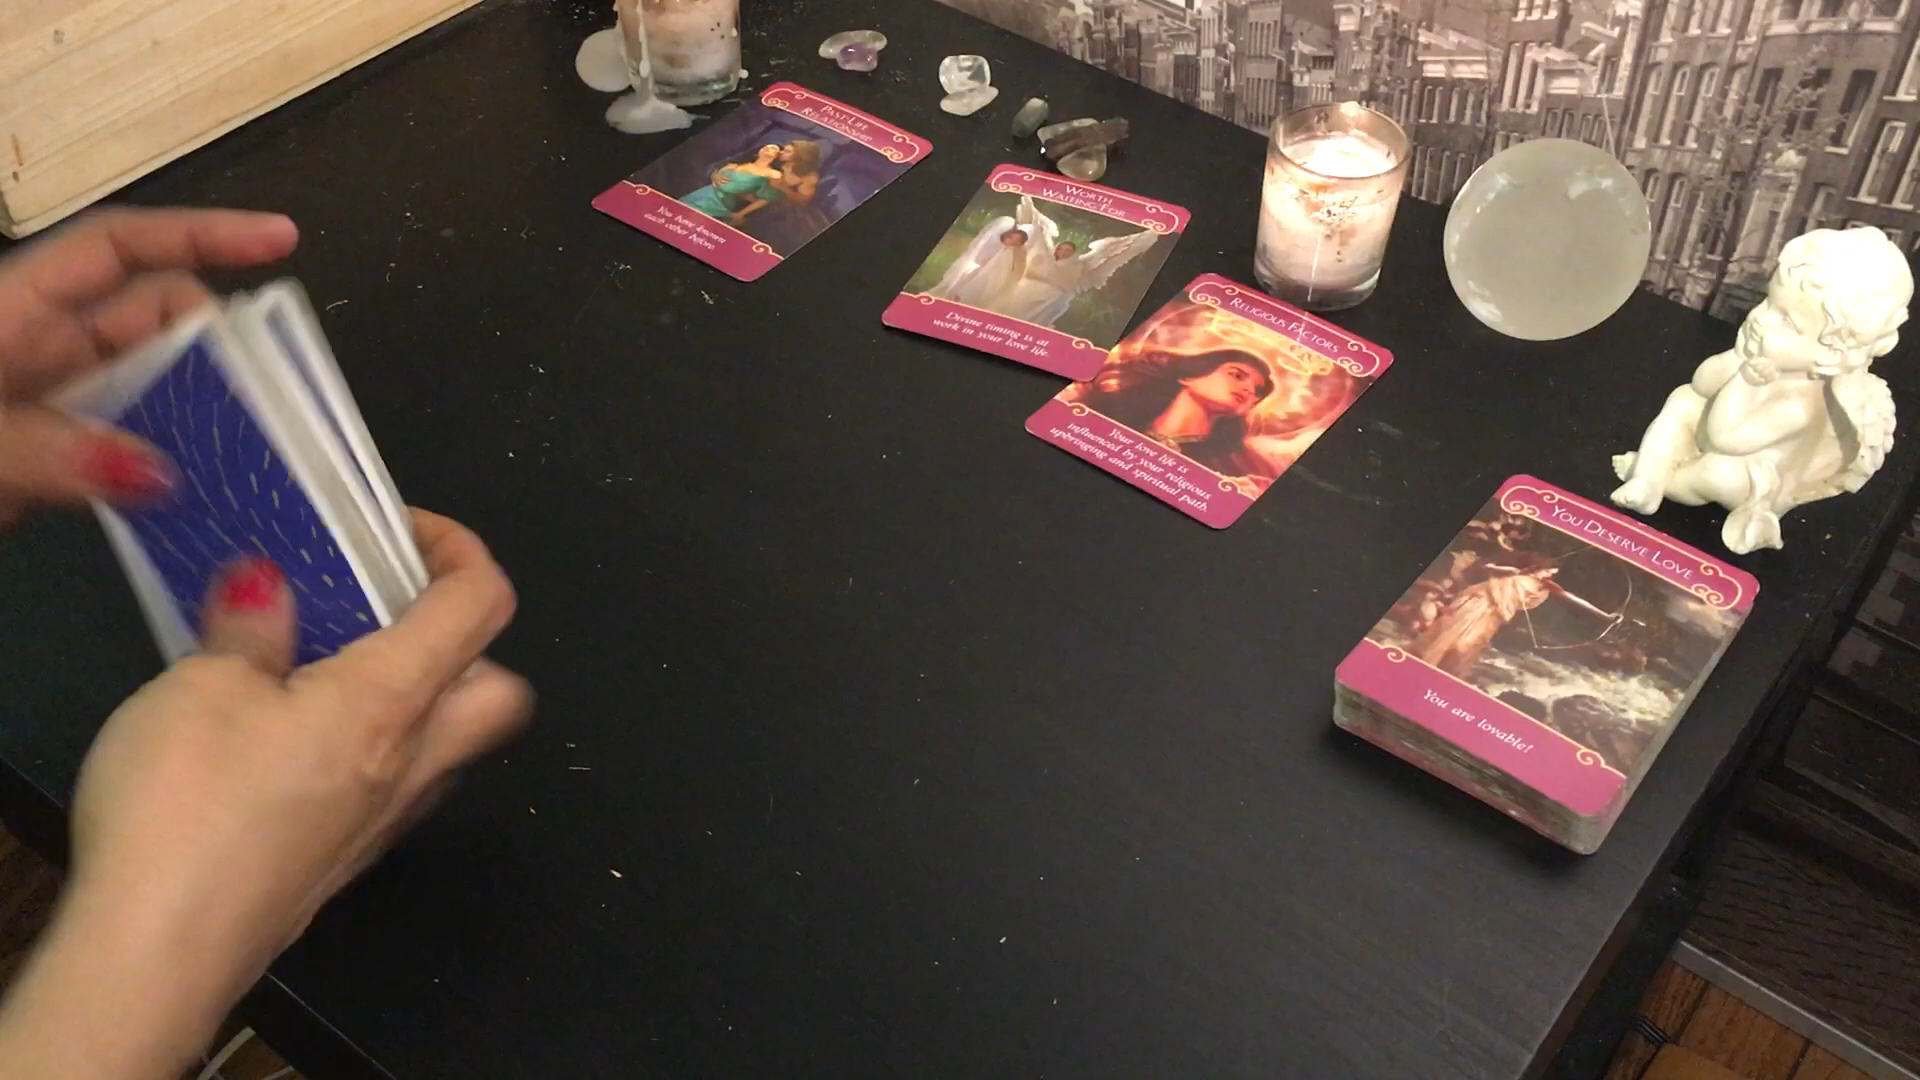 PAST-LIFE
RELATIONSHIP
You have known
each other before.
WORTH
WAITING FOR
Divine timing is at
work in your love life.
RELIGIOUS FACTORS
Your love life is
influenced by your religious
upbringing and spiritual path.
YOU DESERVE LOVE
You are lovable!